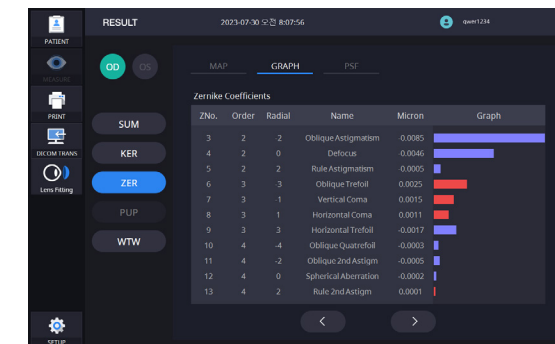 RESULT 2023-07-30 오전 8:07:56 qwer1234
PATIENT
MEASURE
PRINT
DICOM TRANS
Lens Fitting
SETUP
OD OS
SUM
KER
ZER
PUP
WTW
MAP GRAPH PSF
Zernike Coefficients
ZNo. Order Radial Name Micron Graph
3 2 -2 Oblique Astigmatism -0.0085
4 2 0 Defocus -0.0046
5 2 2 Rule Astigmatism -0.0005
6 3 -3 Oblique Trefoil 0.0025
7 3 -1 Vertical Coma 0.0015
8 3 1 Horizontal Coma 0.0011
9 3 3 Horizontal Trefoil -0.0017
10 4 -4 Oblique Quatrefoil -0.0003
11 4 -2 Oblique 2nd Astigm -0.0005
12 4 0 Spherical Aberration -0.0002
13 4 2 Rule 2nd Astigm 0.0001